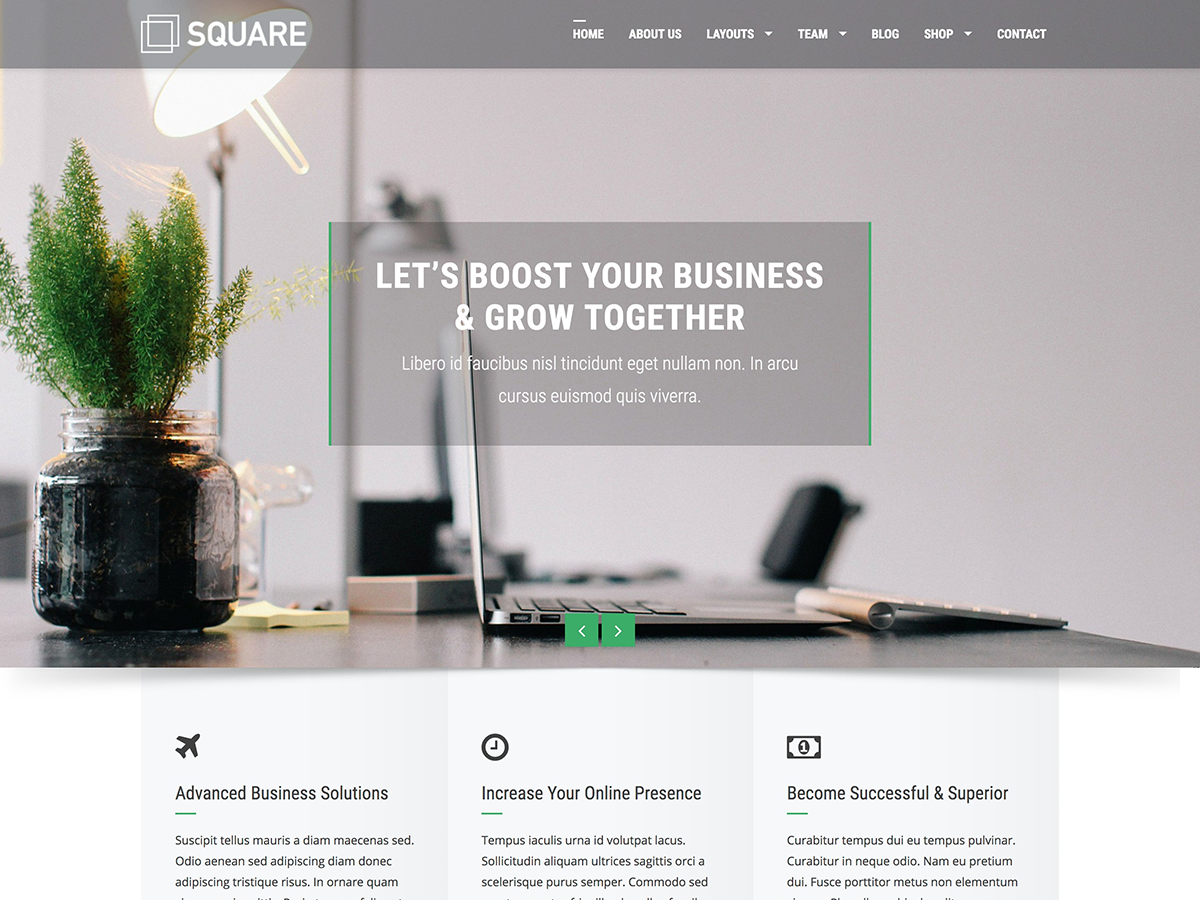 SQUARE
HOME ABOUT US LAYOUTS TEAM BLOG SHOP CONTACT
LET’S BOOST YOUR BUSINESS
& GROW TOGETHER
Libero id faucibus nisl tincidunt eget nullam non. In arcu
cursus euismod quis viverra.
Advanced Business Solutions
Suscipit tellus mauris a diam maecenas sed.
Odio aenean sed adipiscing diam donec
adipiscing tristique risus. In ornare quam
Increase Your Online Presence
Tempus iaculis urna id volutpat lacus.
Sollicitudin aliquam ultrices sagittis orci a
scelerisque purus semper. Commodo sed
1
Become Successful & Superior
Curabitur tempus dui eu tempus pulvinar.
Curabitur in neque odio. Nam eu pretium
dui. Fusce porttitor metus non elementum